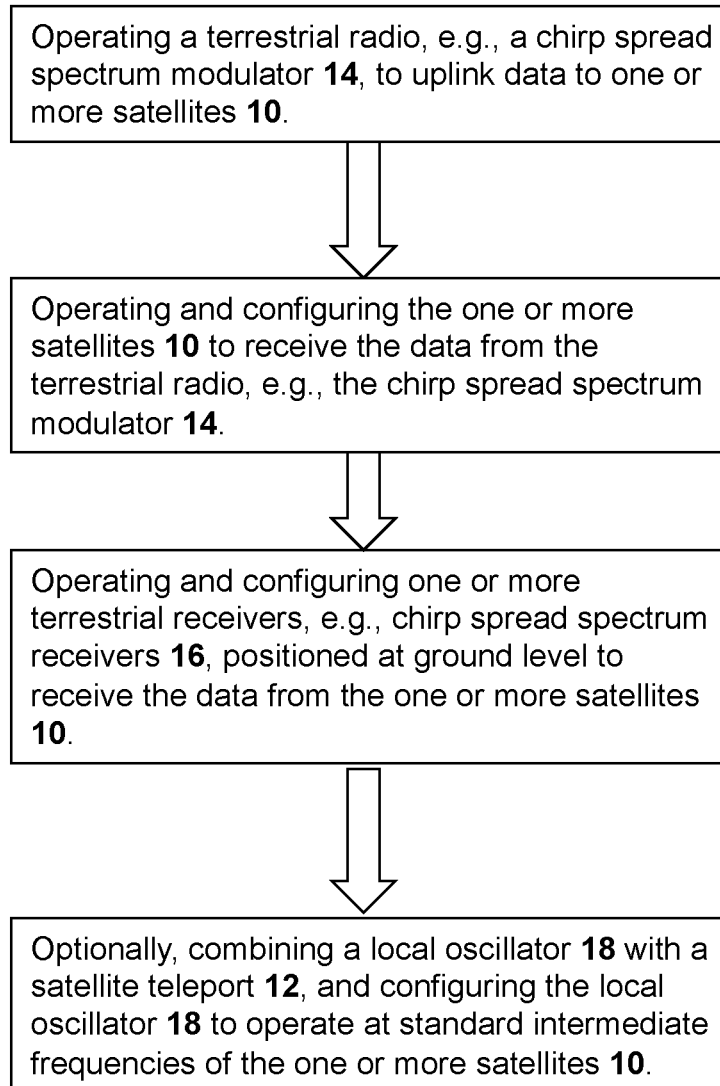 Operating a terrestrial radio, e.g., a chirp spread
spectrum modulator 14, to uplink data to one or
more satellites 10.
Operating and configuring the one or more
satellites 10 to receive the data from the
terrestrial radio, e.g., the chirp spread spectrum
modulator 14.
Operating and configuring one or more
terrestrial receivers, e.g., chirp spread spectrum
receivers 16, positioned at ground level to
receive the data from the one or more satellites
10.
Optionally, combining a local oscillator 18 with a
satellite teleport 12, and configuring the local
oscillator 18 to operate at standard intermediate
frequencies of the one or more satellites 10.